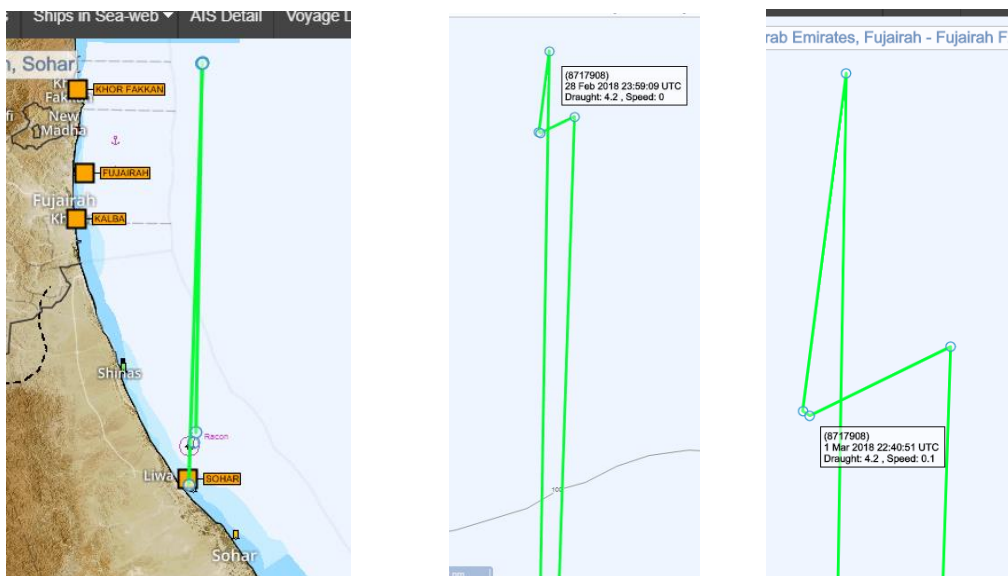 Ships in Sea-web AIS Detail Voyage
Sohar
KHOR FAKKAN
Fak
New
Madha
FUJAIRAH
Fujairah
KALBA
Shinas
Racon
Liwa
SOHAR
Sohar
(8717908)
28 Feb 2018 23:59:09 UTC
Draught: 4.2 , Speed: 0
100
rab Emirates, Fujairah - Fujairah F
(8717908)
1 Mar 2018 22:40:51 UTC
Draught: 4.2 , Speed: 0.1